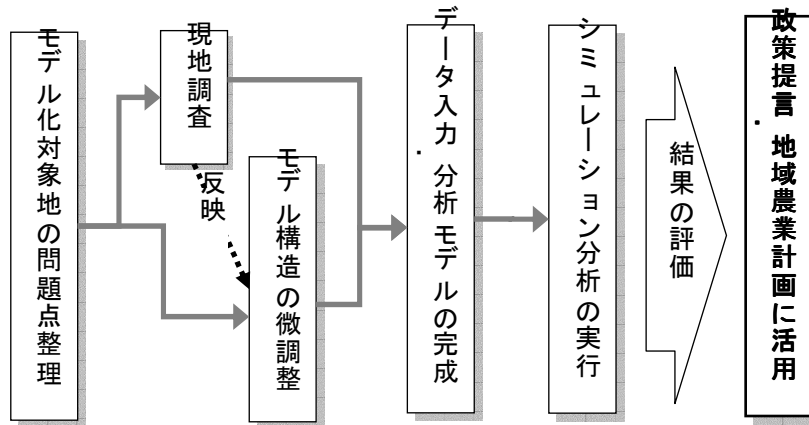 モデル化対象地の問題点整理
現地調査
反映
モデル構造の微調整
データ入力・分析モデルの完成
シミュレーション分析の実行
結果の評価
政策提言・地域農業計画に活用